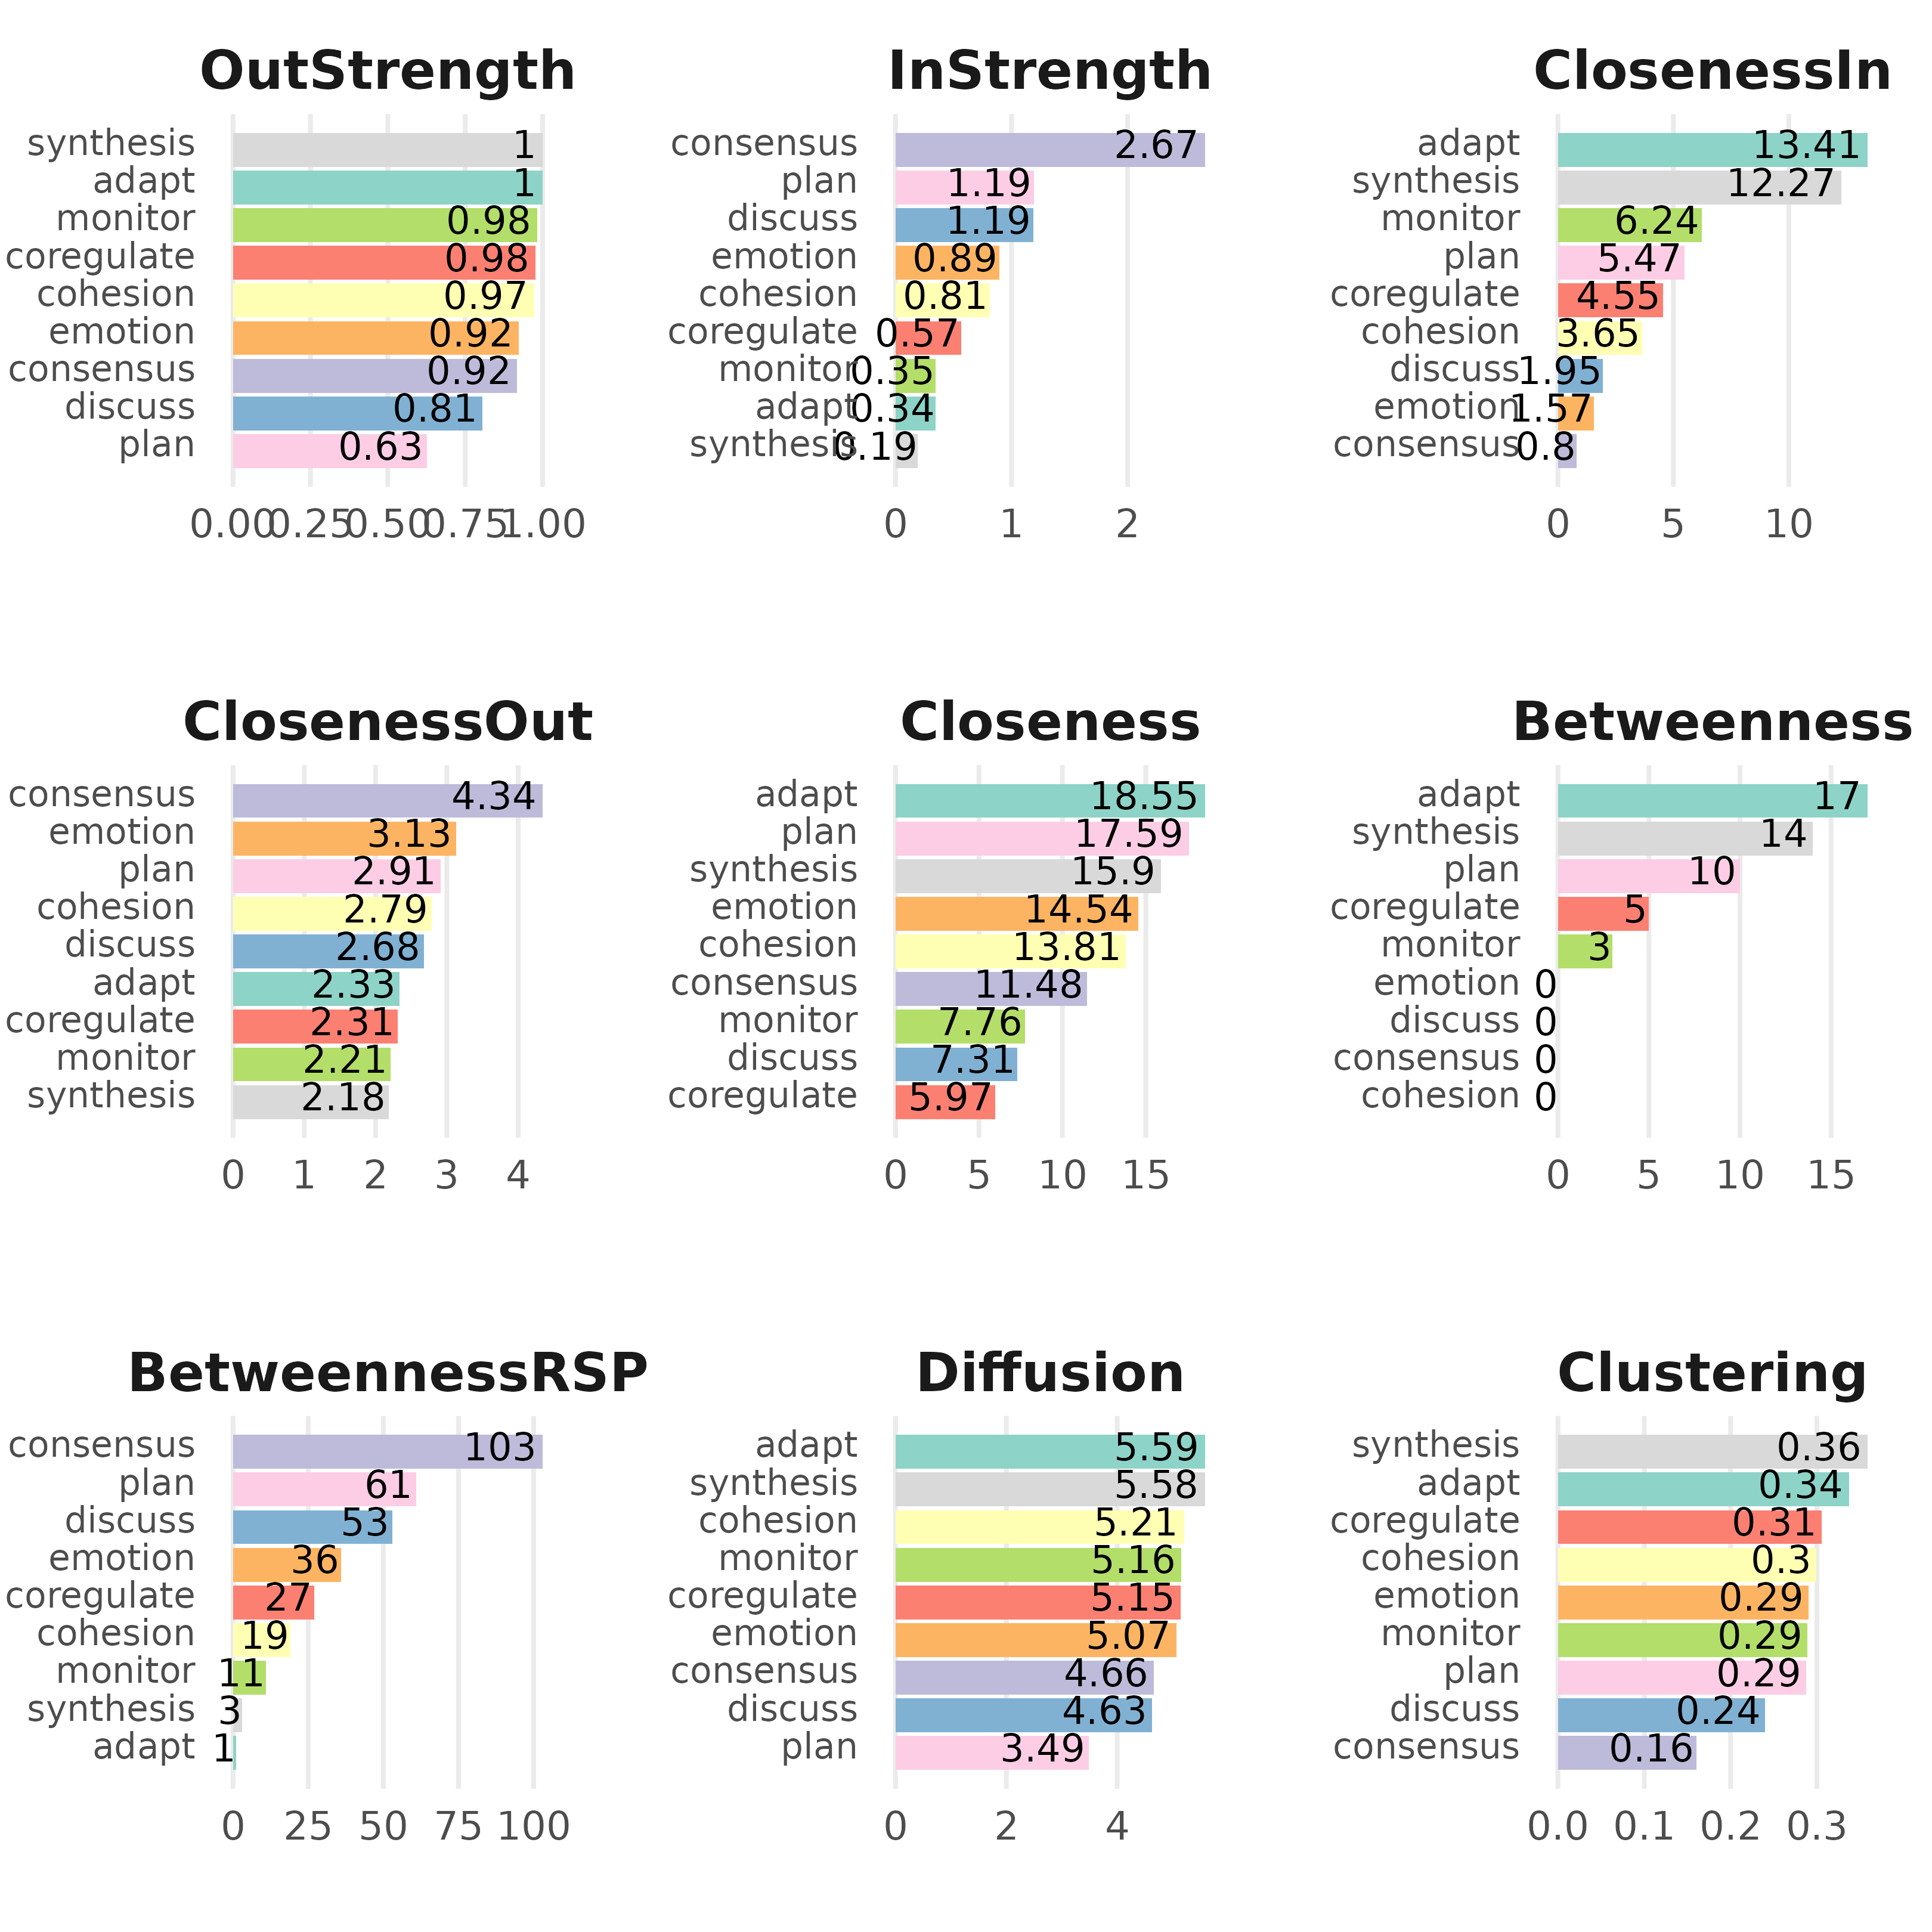 OutStrength
synthesis 1
adapt 1
monitor 0.98
coregulate 0.98
cohesion 0.97
emotion 0.92
consensus 0.92
discuss 0.81
plan 0.63
0.00 0.25 0.50 0.75 1.00
InStrength
consensus 2.67
plan 1.19
discuss 1.19
emotion 0.89
cohesion 0.81
coregulate 0.57
monitor 0.35
adapt 0.34
synthesis 0.19
0 1 2
ClosenessIn
adapt 13.41
synthesis 12.27
monitor 6.24
plan 5.47
coregulate 4.55
cohesion 3.65
discuss 1.95
emotion 1.57
consensus 0.8
0 5 10
ClosenessOut
consensus 4.34
emotion 3.13
plan 2.91
cohesion 2.79
discuss 2.68
adapt 2.33
coregulate 2.31
monitor 2.21
synthesis 2.18
0 1 2 3 4
Closeness
adapt 18.55
plan 17.59
synthesis 15.9
emotion 14.54
cohesion 13.81
consensus 11.48
monitor 7.76
discuss 7.31
coregulate 5.97
0 5 10 15
Betweenness
adapt 17
synthesis 14
plan 10
coregulate 5
monitor 3
emotion 0
discuss 0
consensus 0
cohesion 0
0 5 10 15
BetweennessRSP
consensus 103
plan 61
discuss 53
emotion 36
coregulate 27
cohesion 19
monitor 11
synthesis 3
adapt 1
0 25 50 75 100
Diffusion
adapt 5.59
synthesis 5.58
cohesion 5.21
monitor 5.16
coregulate 5.15
emotion 5.07
consensus 4.66
discuss 4.63
plan 3.49
0 2 4
Clustering
synthesis 0.36
adapt 0.34
coregulate 0.31
cohesion 0.3
emotion 0.29
monitor 0.29
plan 0.29
discuss 0.24
consensus 0.16
0.0 0.1 0.2 0.3